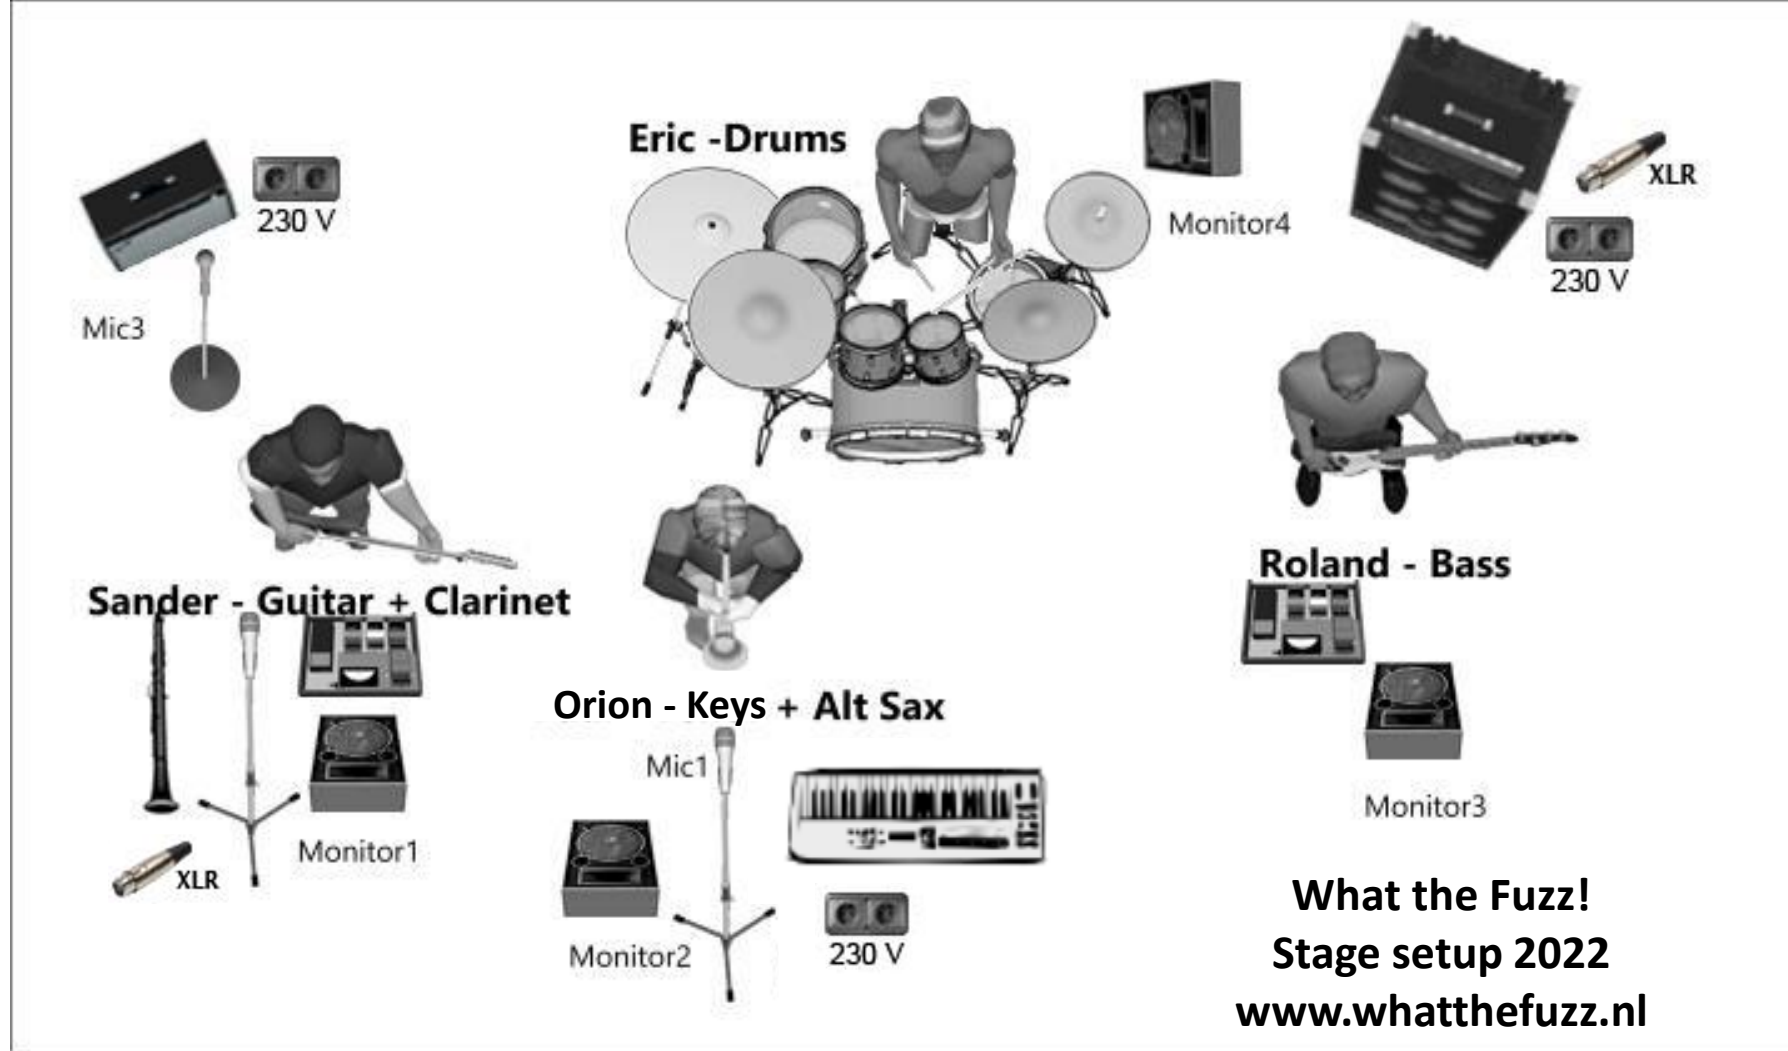 Eric -Drums
Monitor4
XLR
230 V
230 V
Mic3
Sander - Guitar + Clarinet
Roland - Bass
Orion - Keys + Alt Sax
Mic1
Monitor3
Monitor1
XLR
Monitor2
230 V
What the Fuzz!
Stage setup 2022
www.whatthefuzz.nl